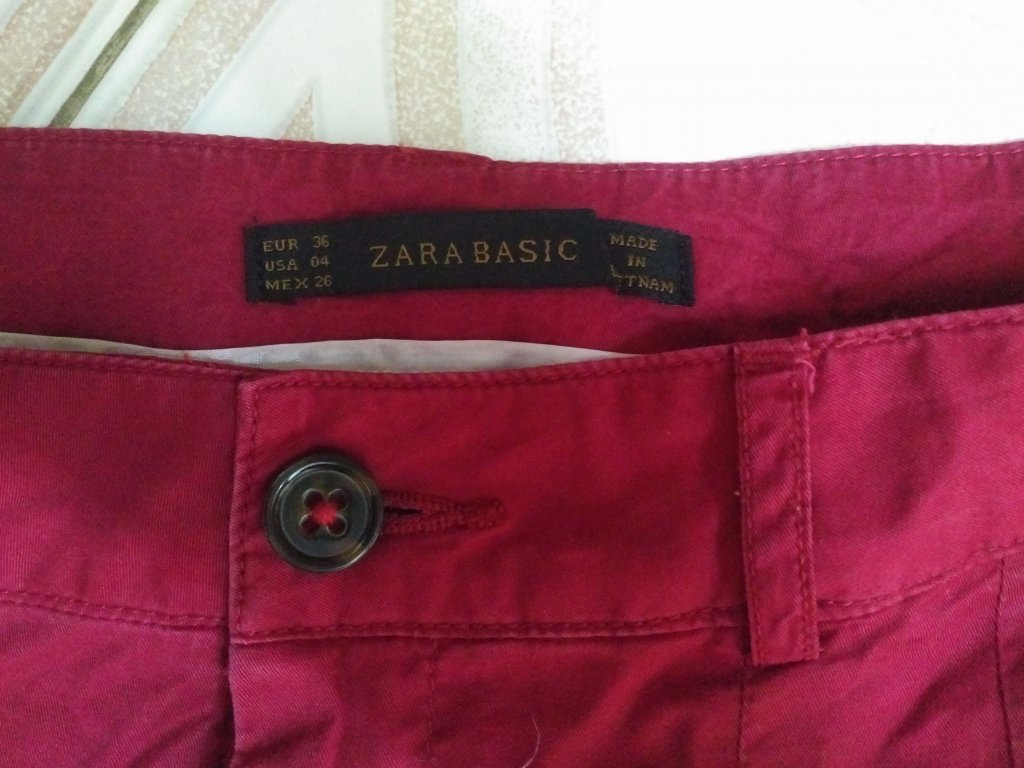 EUR 36
USA 04
MEX 26
ZARA BASIC
MADE
IN